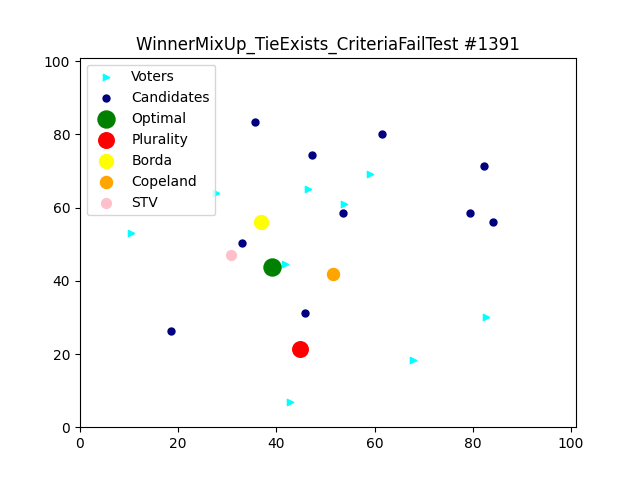 WinnerMixUp_TieExists_CriteriaFailTest #1391
Voters
Candidates
Optimal
Plurality
Borda
Copeland
STV
100
80
60
40
20
0
0 20 40 60 80 100